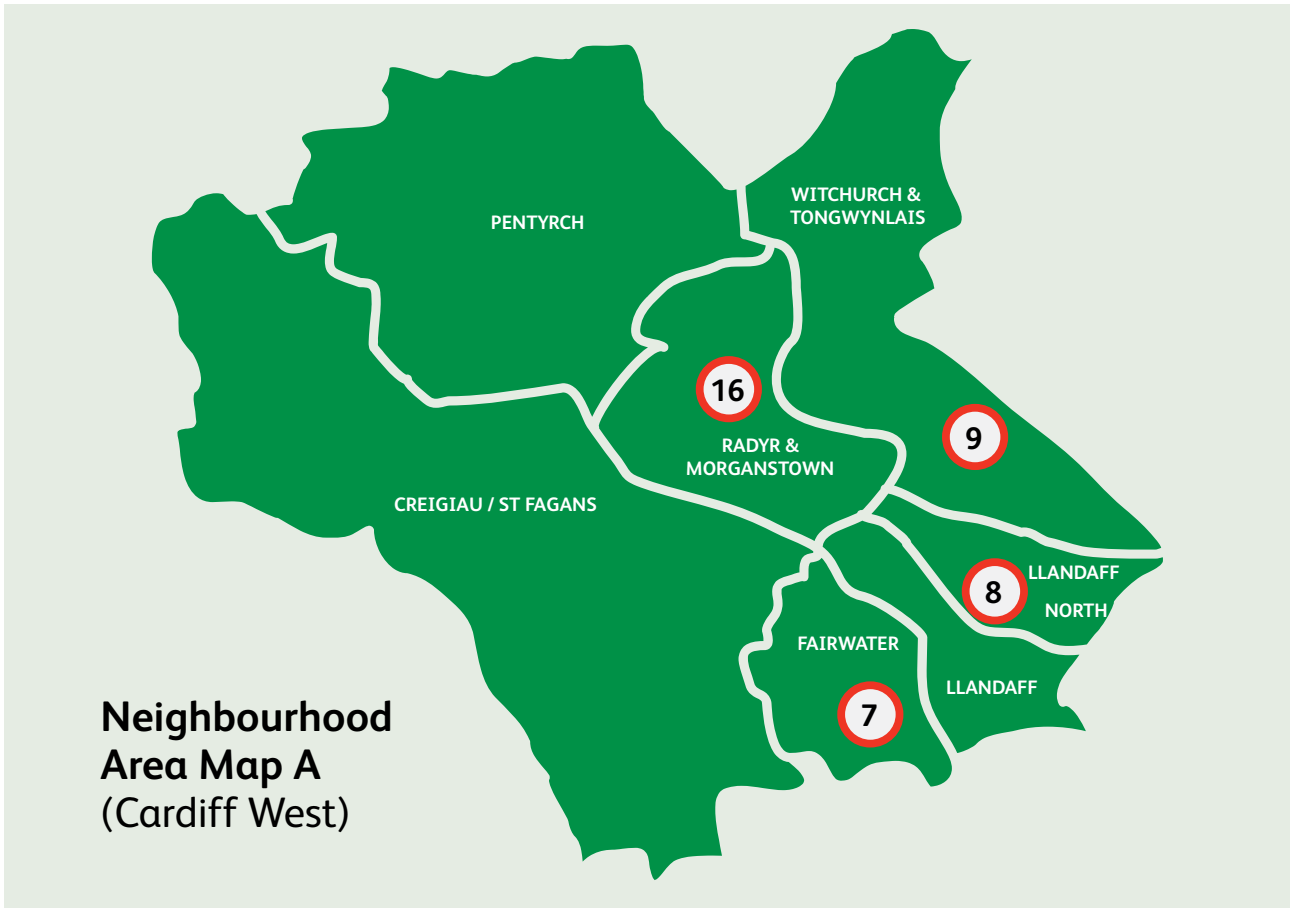 WITCHURCH &
TONGWYNLAIS
PENTYRCH
16
9
RADYR &
MORGANSTOWN
CREIGIAU / ST FAGANS
8
LLANDAFF
NORTH
FAIRWATER
LLANDAFF
7
Neighbourhood
Area Map A
(Cardiff West)